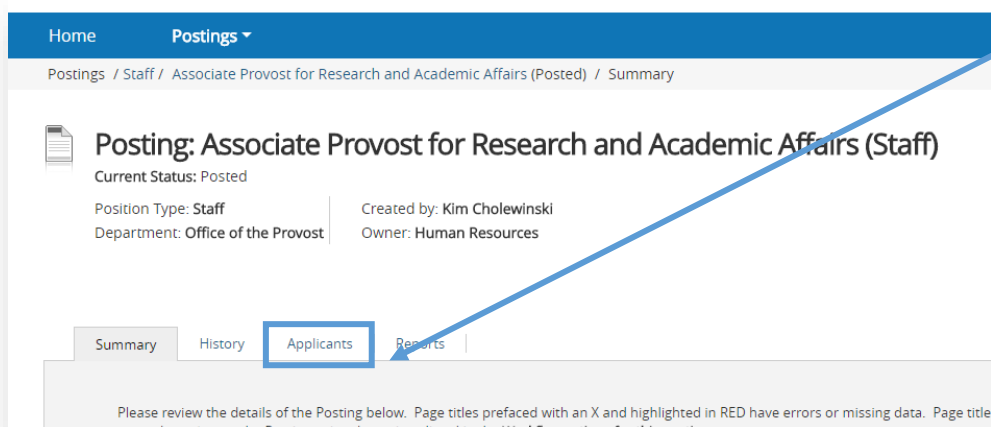 Home Postings
Postings / Staff / Associate Provost for Research and Academic Affairs (Posted) / Summary
Posting: Associate Provost for Research and Academic Affairs (Staff)
Current Status: Posted
Position Type: Staff Created by: Kim Cholewinski
Department: Office of the Provost Owner: Human Resources
Summary History Applicants Reports
Please review the details of the Posting below. Page titles prefaced with an X and highlighted in RED have errors or missing data. Page title